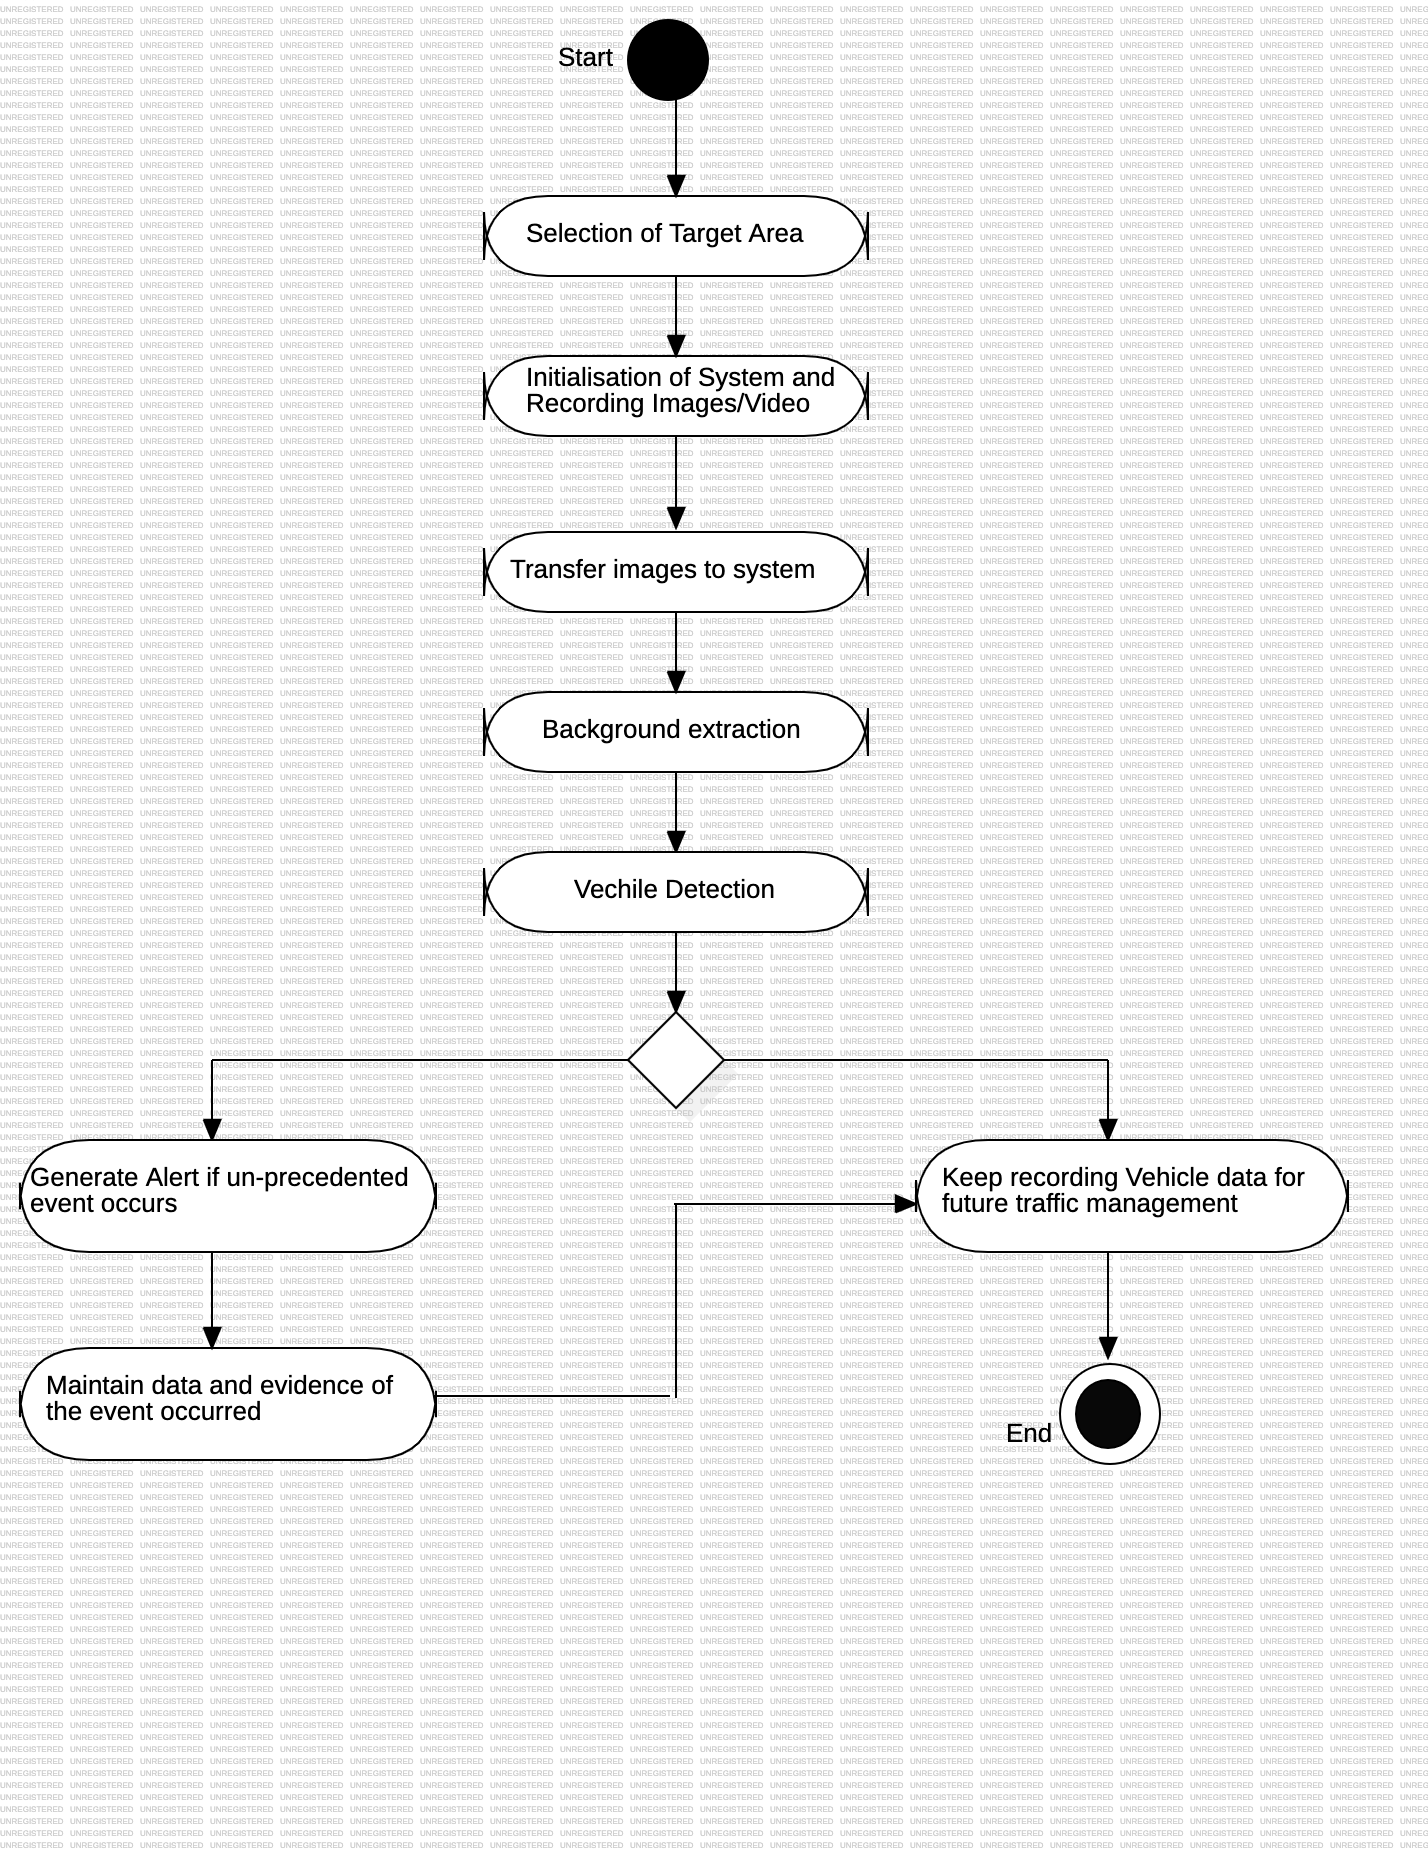 Start
Selection of Target Area
Initialisation of System and
Recording Images/Video
Transfer images to system
Background extraction
Vechile Detection
Generate Alert if un-precedented
event occurs
Keep recording Vehicle data for
future traffic management
Maintain data and evidence of
the event occurred
End
UNREGISTERED